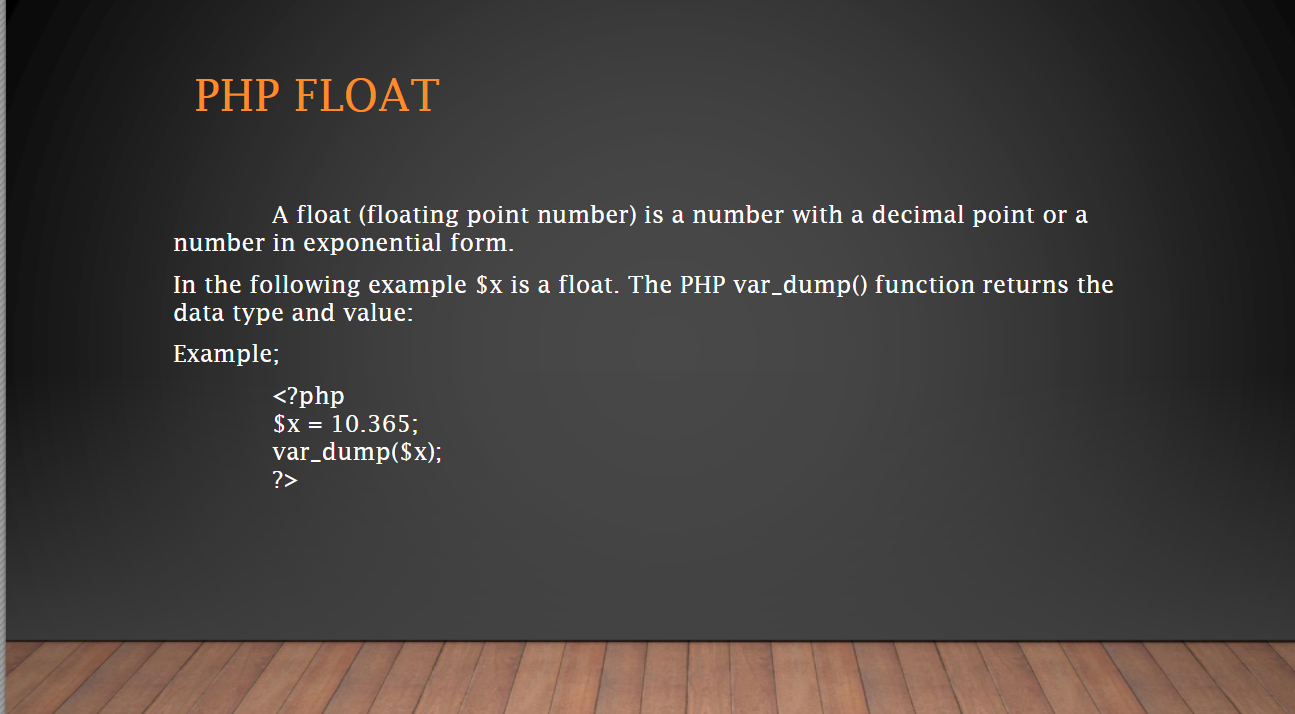 PHP FLOAT
A float (floating point number) is a number with a decimal point or a
number in exponential form.
In the following example $x is a float. The PHP var_dump() function returns the
data type and value:
Example;
<?php
$x = 10.365;
var_dump($x);
?>